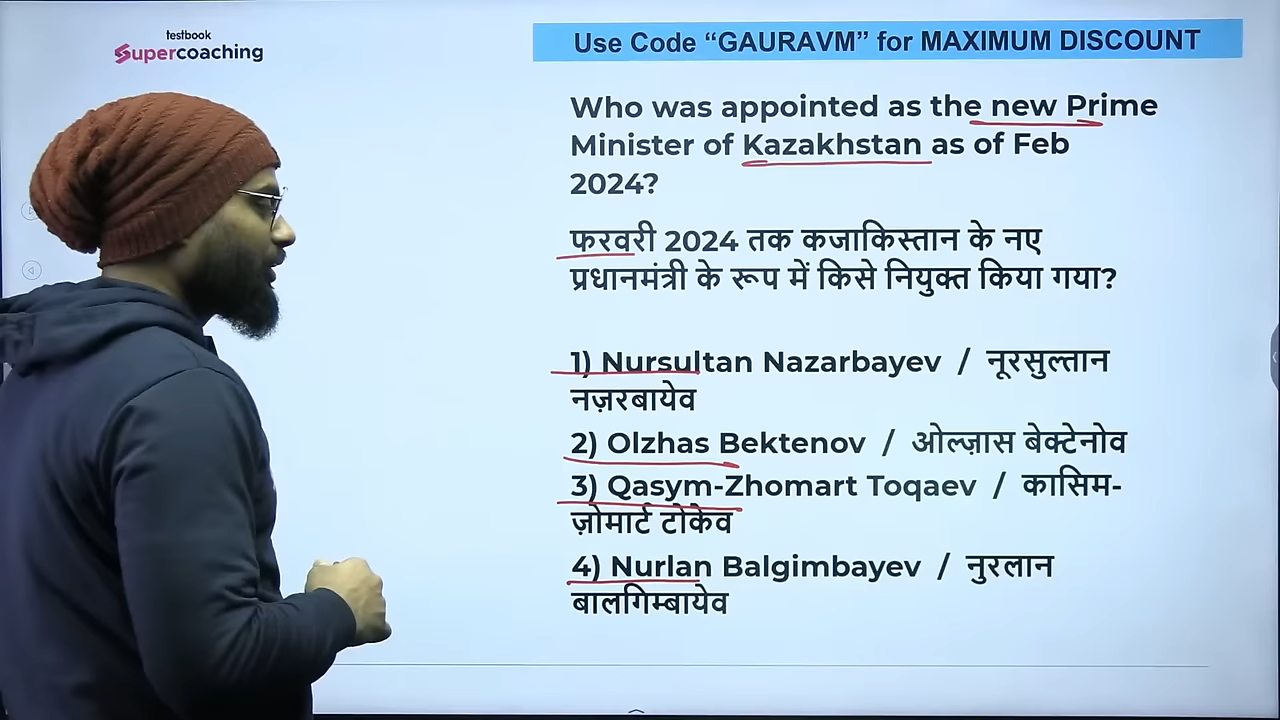 testbook
Supercoaching
Use Code “GAURAVM” for MAXIMUM DISCOUNT
Who was appointed as the new Prime
Minister of Kazakhstan as of Feb
2024?
फरवरी 2024 तक कजाकिस्तान के नए
प्रधानमंत्री के रूप में किसे नियुक्त किया गया?
1) Nursultan Nazarbayev / नूरसुल्तान
नज़रबायेव
2) Olzhas Bektenov / ओल्ज़ास बेक्टेनोव
3) Qasym-Zhomart Toqaev / कासिम-
ज़ोमार्ट टोकेव
4) Nurlan Balgimbayev / नुरलान
बालगिम्बायेव